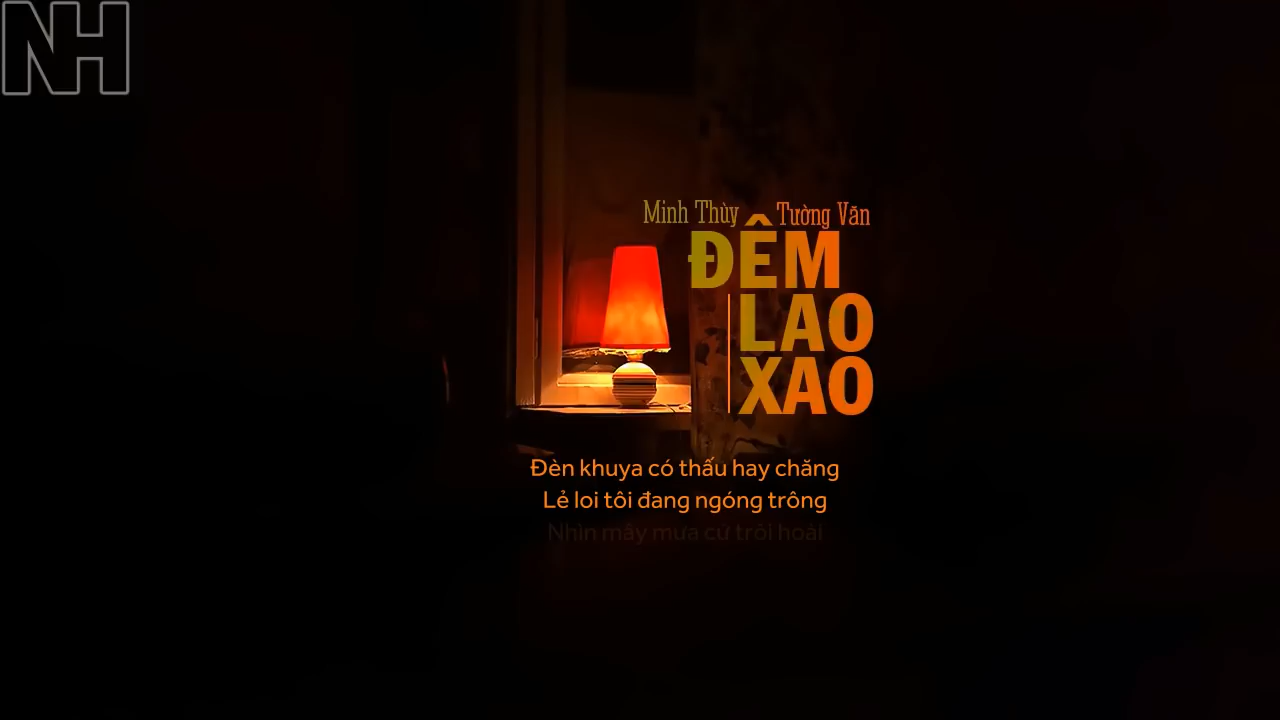 NH
Minh Thùy Tường Văn
ĐÊM
LAO
XAO
Đèn khuya có thấu hay chăng
Lẻ loi tôi đang ngóng trông
Nhìn mây mưa cứ trôi hoài